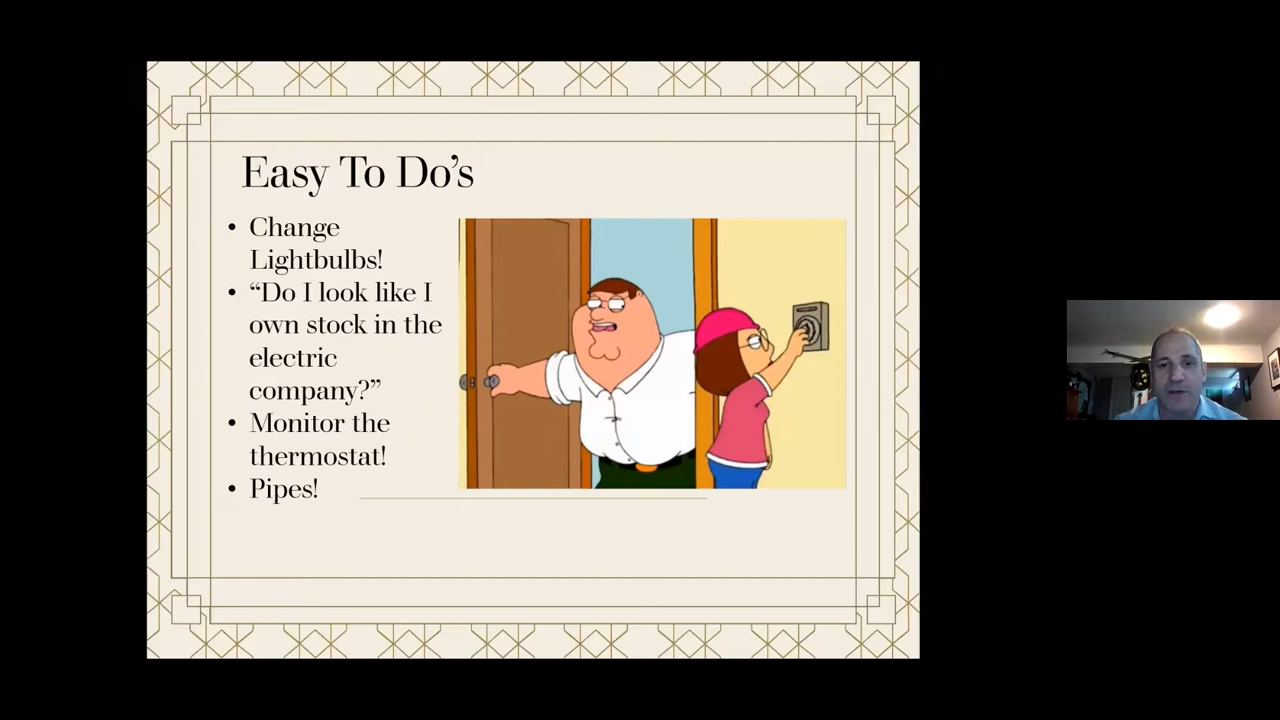 Easy To Do’s
• Change
Lightbulbs!
• “Do I look like I
own stock in the
electric
company?”
• Monitor the
thermostat!
• Pipes!